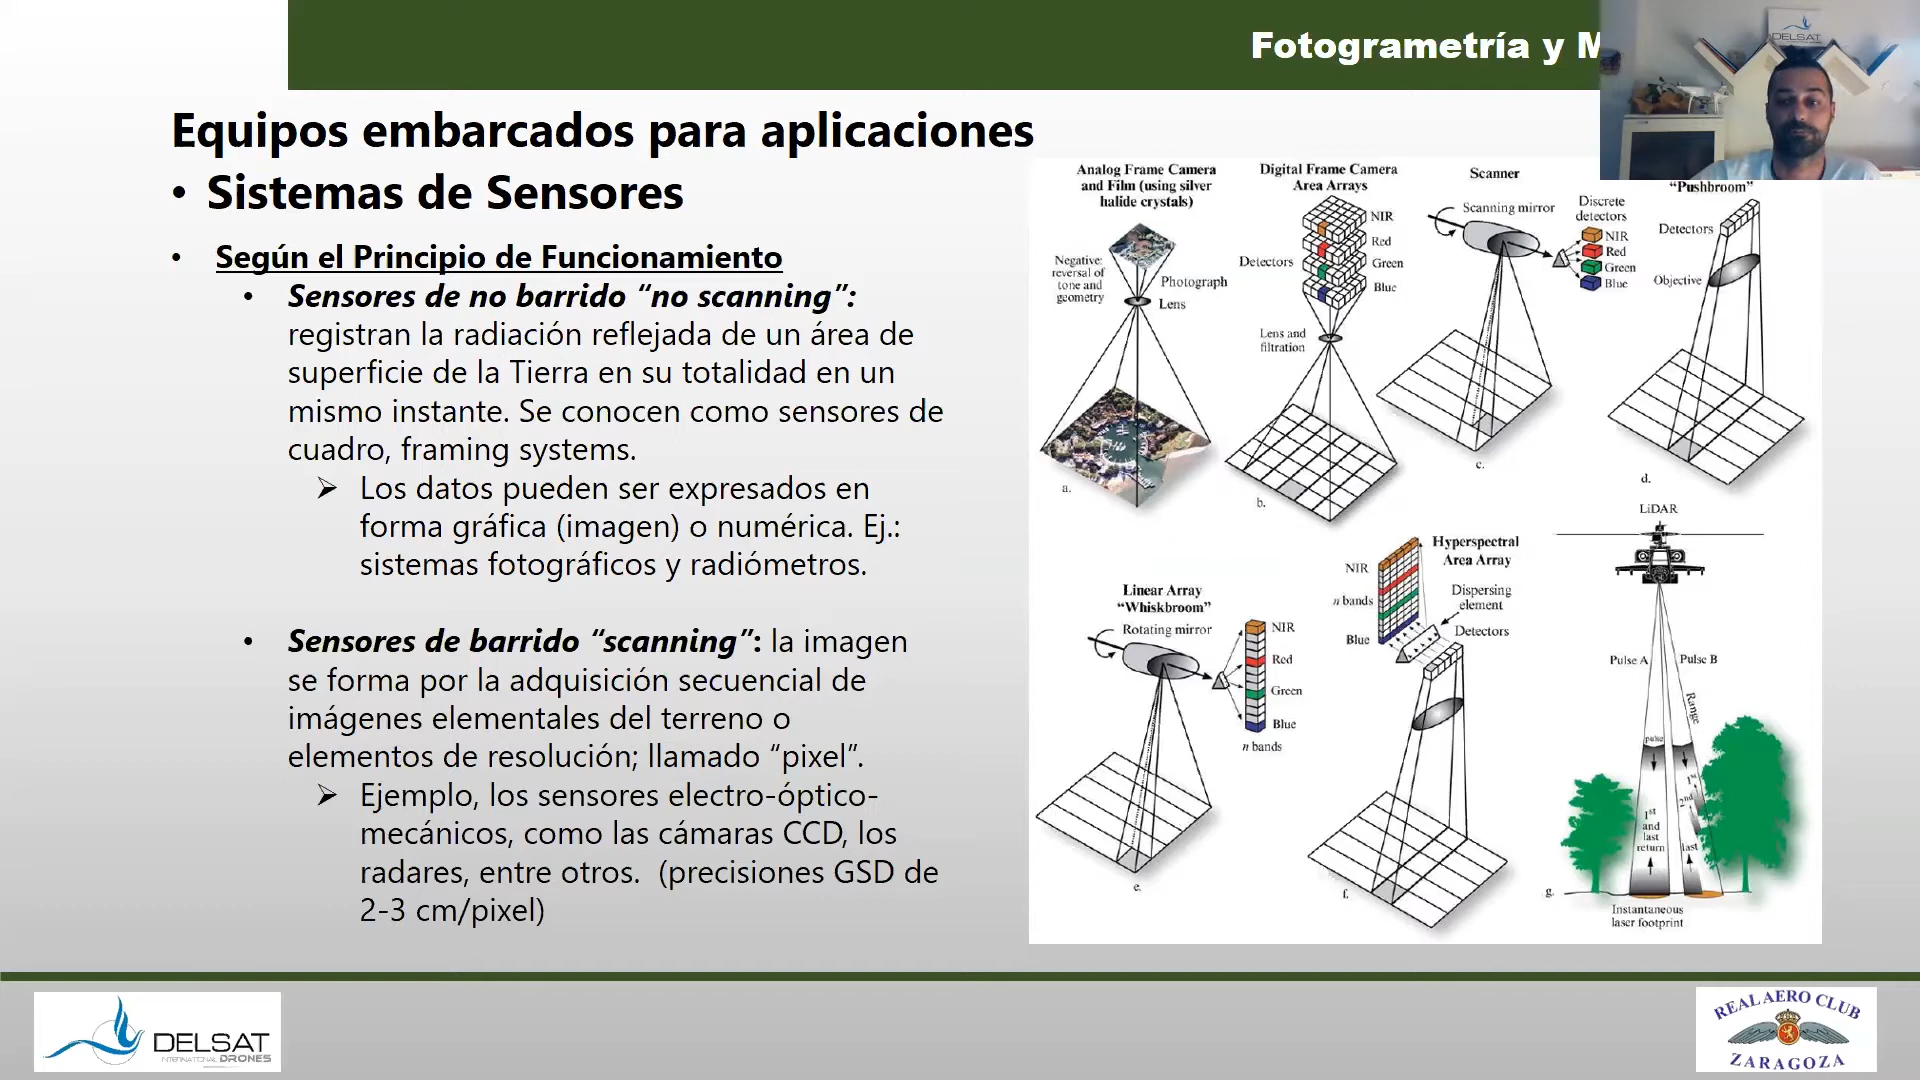 Fotogrametría y M
DELSAT
Equipos embarcados para aplicaciones
• Sistemas de Sensores
• Según el Principio de Funcionamiento
• Sensores de no barrido “no scanning”:
registran la radiación reflejada de un área de
superficie de la Tierra en su totalidad en un
mismo instante. Se conocen como sensores de
cuadro, framing systems.
➢ Los datos pueden ser expresados en
forma gráfica (imagen) o numérica. Ej.:
sistemas fotográficos y radiómetros.
• Sensores de barrido “scanning”: la imagen
se forma por la adquisición secuencial de
imágenes elementales del terreno o
elementos de resolución; llamado “pixel”.
➢ Ejemplo, los sensores electro-óptico-
mecánicos, como las cámaras CCD, los
radares, entre otros.  (precisiones GSD de
2-3 cm/pixel)
Analog Frame Camera
and Film (using silver
halide crystals)
Negative:
reversal of
tone and
geometry
Photograph
Lens
a.
Digital Frame Camera
Area Arrays
NIR
Red
Green
Blue
Detectors
Lens and
filtration
b.
Scanner
Scanning mirror
Discrete
detectors
NIR
Red
Green
Blue
c.
“Pushbroom”
Detectors
Objective
d.
Linear Array
“Whiskbroom”
Rotating mirror
NIR
Red
Green
Blue
n bands
e.
Hyperspectral
Area Array
NIR
n bands
Blue
Dispersing
element
Detectors
f.
LiDAR
Pulse A
Pulse B
Range
pulse
1st
2nd
last
1st
and
last
return
g.
Instantaneous
laser footprint
DELSAT
INTERNATIONAL DRONES
REAL AERO CLUB
ZARAGOZA